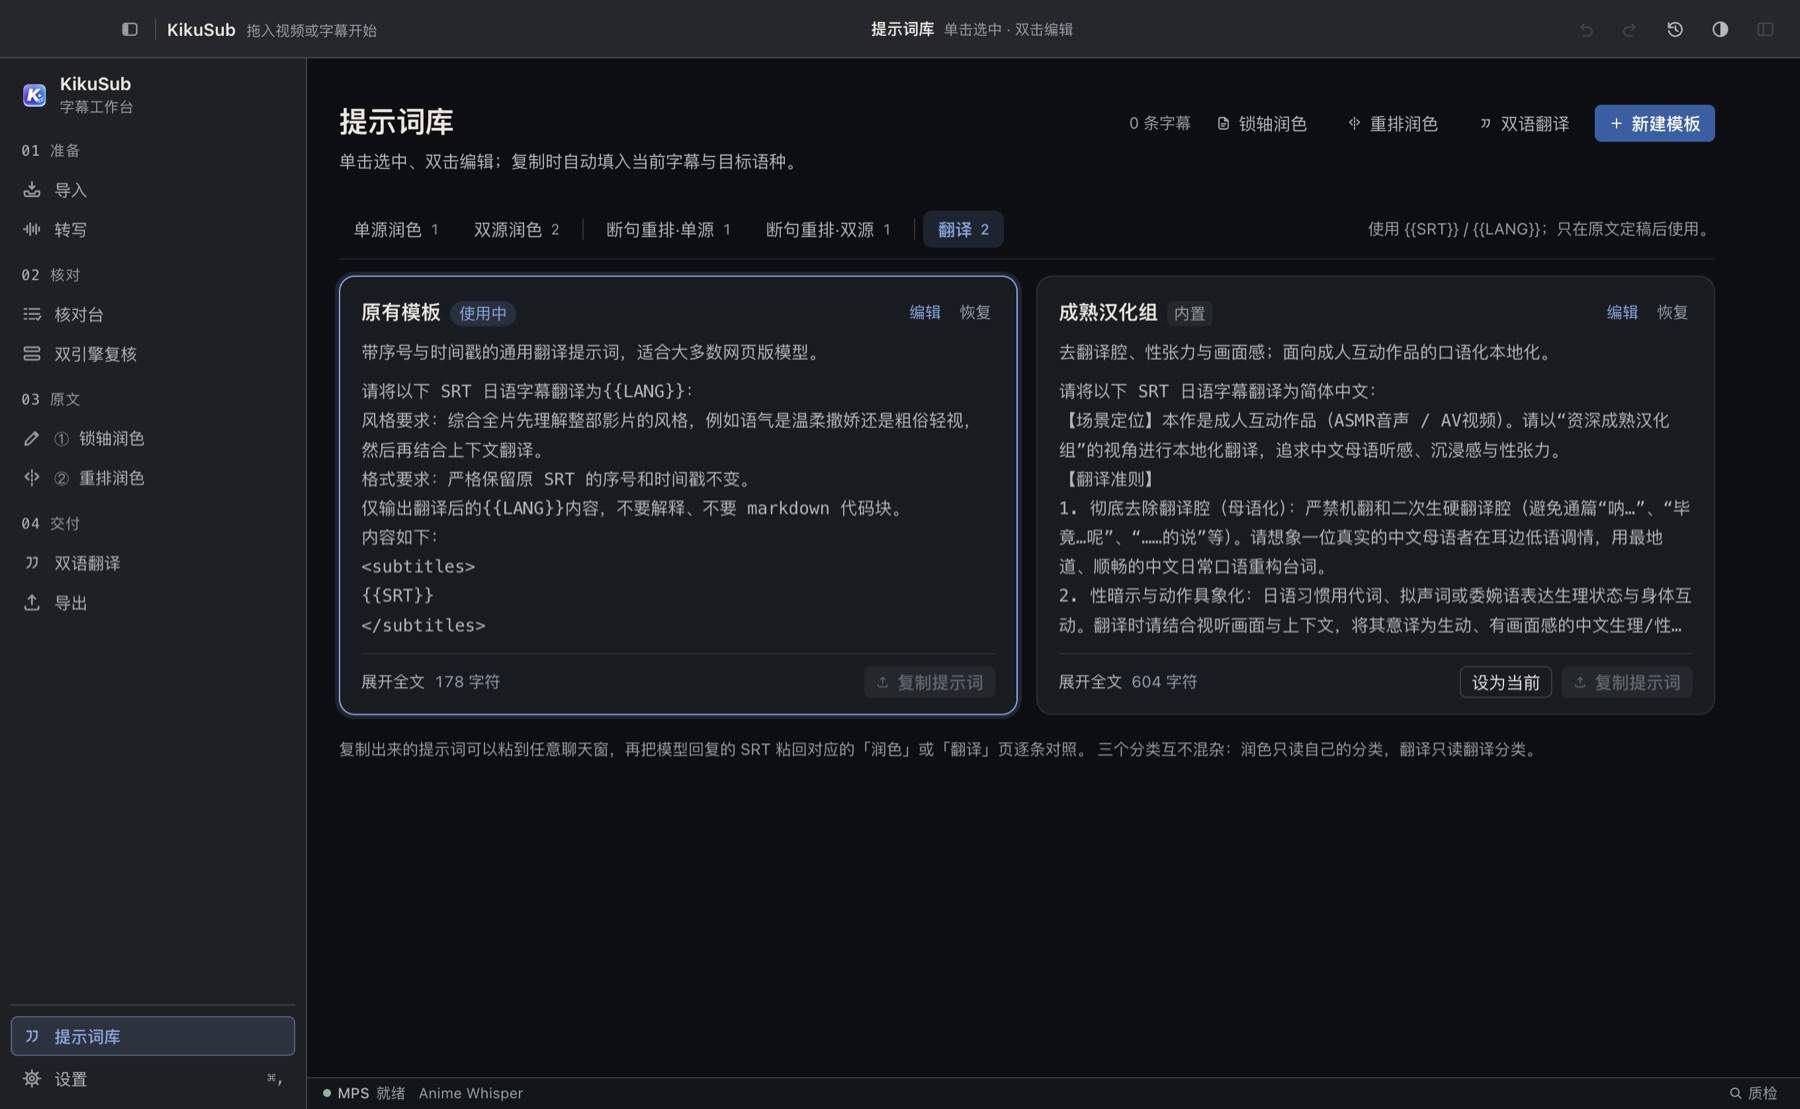 KikuSub 拖入视频或字幕开始
提示词库 单击选中 · 双击编辑
KikuSub
字幕工作台
01 准备
导入
转写
02 核对
核对台
双引擎复核
03 原文
① 锁轴润色
② 重排润色
04 交付
双语翻译
导出
提示词库
设置 ⌘,
提示词库
0 条字幕 锁轴润色 重排润色 双语翻译 + 新建模板
单击选中、双击编辑；复制时自动填入当前字幕与目标语种。
单源润色 1 双源润色 2 断句重排·单源 1 断句重排·双源 1 翻译 2
使用 {{SRT}} / {{LANG}}；只在原文定稿后使用。
原有模板 使用中 编辑 恢复
带序号与时间戳的通用翻译提示词，适合大多数网页版模型。
请将以下 SRT 日语字幕翻译为{{LANG}}：
风格要求：综合全片先理解整部影片的风格，例如语气是温柔撒娇还是粗俗轻视，
然后再结合上下文翻译。
格式要求：严格保留原 SRT 的序号和时间戳不变。
仅输出翻译后的{{LANG}}内容，不要解释、不要 markdown 代码块。
内容如下：
<subtitles>
{{SRT}}
</subtitles>
展开全文 178 字符 复制提示词
成熟汉化组 内置 编辑 恢复
去翻译腔、性张力与画面感；面向成人互动作品的口语化本地化。
请将以下 SRT 日语字幕翻译为简体中文：
【场景定位】本作是成人互动作品（ASMR音声 / AV视频）。请以“资深成熟汉化
组”的视角进行本地化翻译，追求中文母语听感、沉浸感与性张力。
【翻译准则】
1. 彻底去除翻译腔（母语化）：严禁机翻和二次生硬翻译腔（避免通篇“呐…”、“毕
竟…呢”、“……的说”等）。请想象一位真实的中文母语者在耳边低语调情，用最地
道、顺畅的中文日常口语重构台词。
2. 性暗示与动作具象化：日语习惯用代词、拟声词或委婉语表达生理状态与身体互
动。翻译时请结合视听画面与上下文，将其意译为生动、有画面感的中文生理/性…
展开全文 604 字符 设为当前 复制提示词
复制出来的提示词可以粘到任意聊天窗，再把模型回复的 SRT 粘回对应的「润色」或「翻译」页逐条对照。 三个分类互不混杂：润色只读自己的分类，翻译只读翻译分类。
MPS 就绪 Anime Whisper
质检